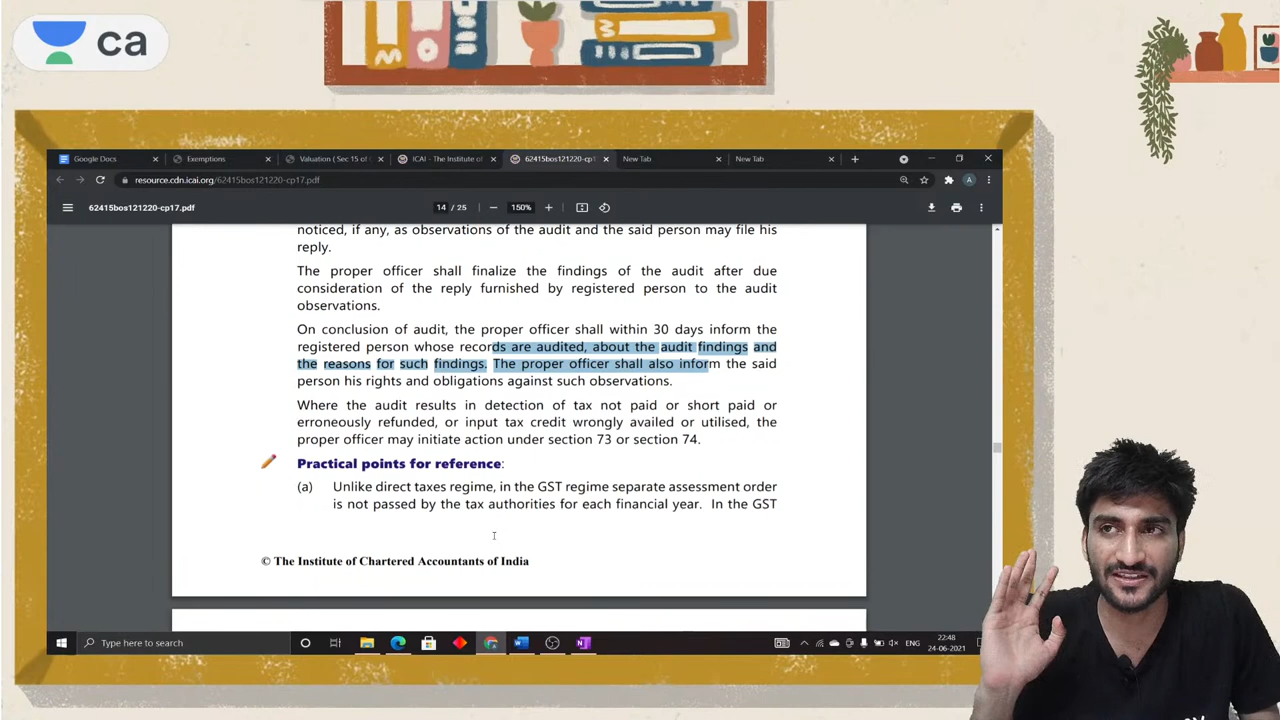 ca
Google Docs
Exemptions
Valuation ( Sec 15 of
ICAI - The Institute of
62415bos121220-cp1
New Tab
New Tab
resource.cdn.icai.org/62415bos121220-cp17.pdf
A
62415bos121220-cp17.pdf
14 / 25
150%
noticed, if any, as observations of the audit and the said person may file his
reply.
The proper officer shall finalize the findings of the audit after due
consideration of the reply furnished by registered person to the audit
observations.
On conclusion of audit, the proper officer shall within 30 days inform the
registered person whose records are audited, about the audit findings and
the reasons for such findings. The proper officer shall also inform the said
person his rights and obligations against such observations.
Where the audit results in detection of tax not paid or short paid or
erroneously refunded, or input tax credit wrongly availed or utilised, the
proper officer may initiate action under section 73 or section 74.
Practical points for reference:
(a) Unlike direct taxes regime, in the GST regime separate assessment order
is not passed by the tax authorities for each financial year. In the GST
© The Institute of Chartered Accountants of India
Type here to search
ENG
22:48
24-06-2021